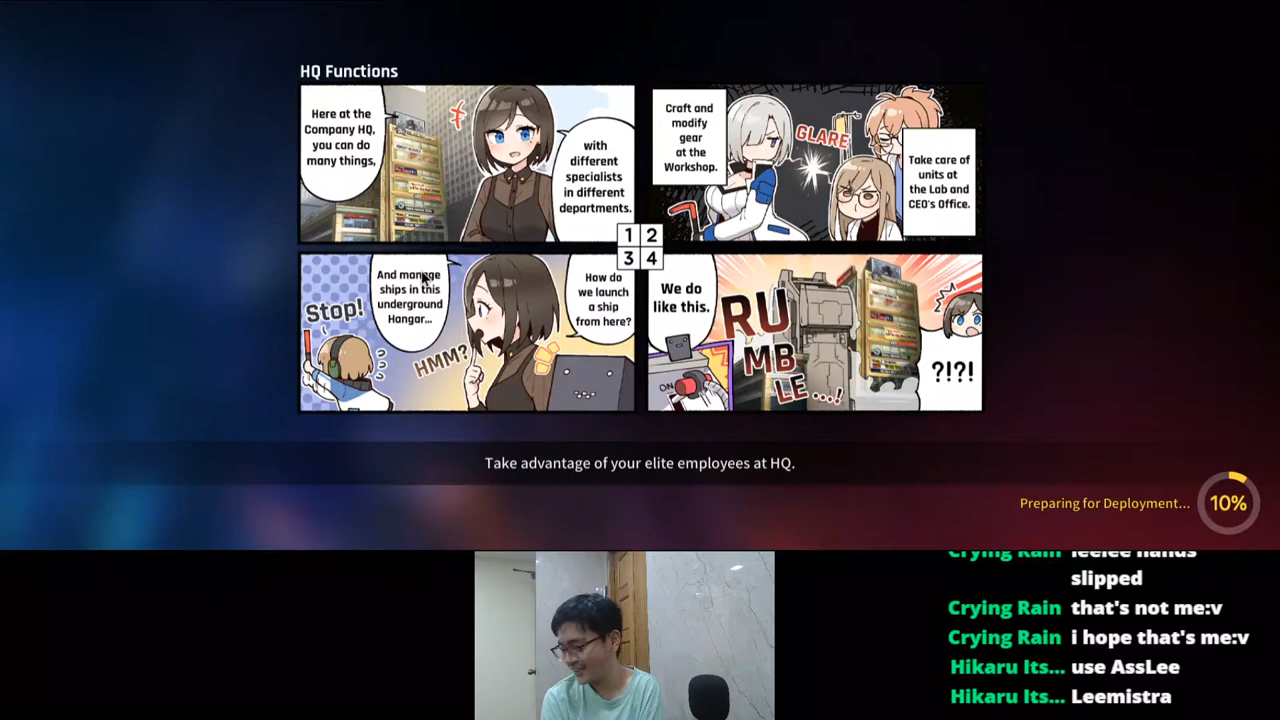 HQ Functions
Here at the
Company HQ,
you can do
many things,
with
different
specialists
in different
departments.
Craft and
modify
gear
at the
Workshop.
GLARE
Take care of
units at
the Lab and
CEO's Office.
1 2
3 4
Stop!
And manage
ships in this
underground
Hangar...
HMM?
How do
we launch
a ship
from here?
We do
like this.
ON
RU
MB
LE...!
?!?!
Take advantage of your elite employees at HQ.
Preparing for Deployment... 10%
Crying Rain leelee hands
slipped
Crying Rain that's not me:v
Crying Rain i hope that's me:v
Hikaru Its... use AssLee
Hikaru Its... Leemistra